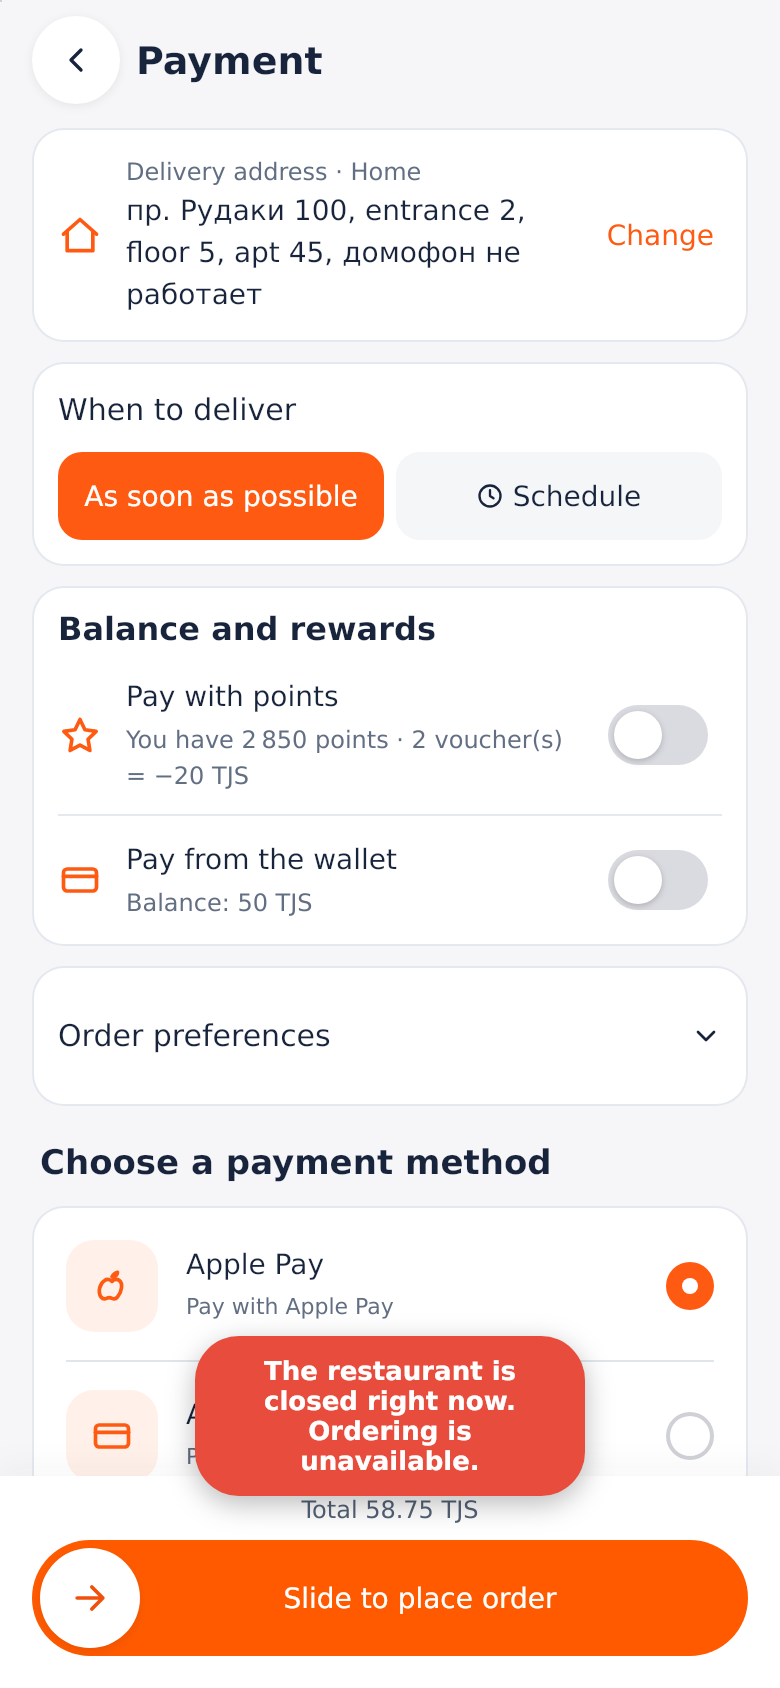 Payment
Delivery address · Home
пр. Рудаки 100, entrance 2,
floor 5, apt 45, домофон не
работает
Change
When to deliver
As soon as possible
Schedule
Balance and rewards
Pay with points
You have 2 850 points · 2 voucher(s)
= −20 TJS
Pay from the wallet
Balance: 50 TJS
Order preferences
Choose a payment method
Apple Pay
Pay with Apple Pay
The restaurant is
closed right now.
Ordering is
unavailable.
Total 58.75 TJS
Slide to place order